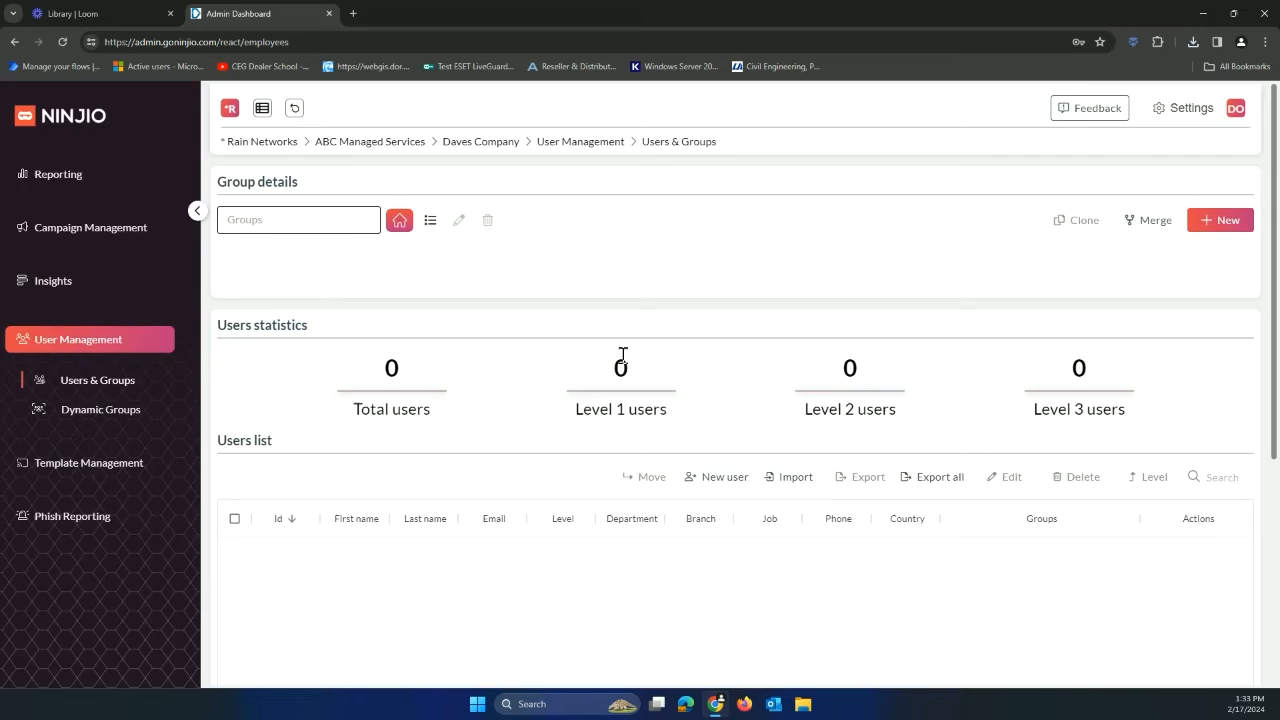 Library | Loom
Admin Dashboard
https://admin.goninjio.com/react/employees
Manage your flows |...
Active users - Micro...
CEG Dealer School -...
https://webgis.dor....
Test ESET LiveGuard...
Reseller & Distribut...
Windows Server 20...
Civil Engineering, P...
All Bookmarks
NINJIO
*R
Feedback
Settings
DO
* Rain Networks > ABC Managed Services > Daves Company > User Management > Users & Groups
Reporting
Campaign Management
Insights
User Management
Users & Groups
Dynamic Groups
Template Management
Phish Reporting
Group details
Groups
Clone
Merge
+ New
Users statistics
0 0 0 0
Total users Level 1 users Level 2 users Level 3 users
Users list
Move New user Import Export Export all Edit Delete Level Search
Id First name Last name Email Level Department Branch Job Phone Country Groups Actions
Search
1:33 PM
2/17/2024